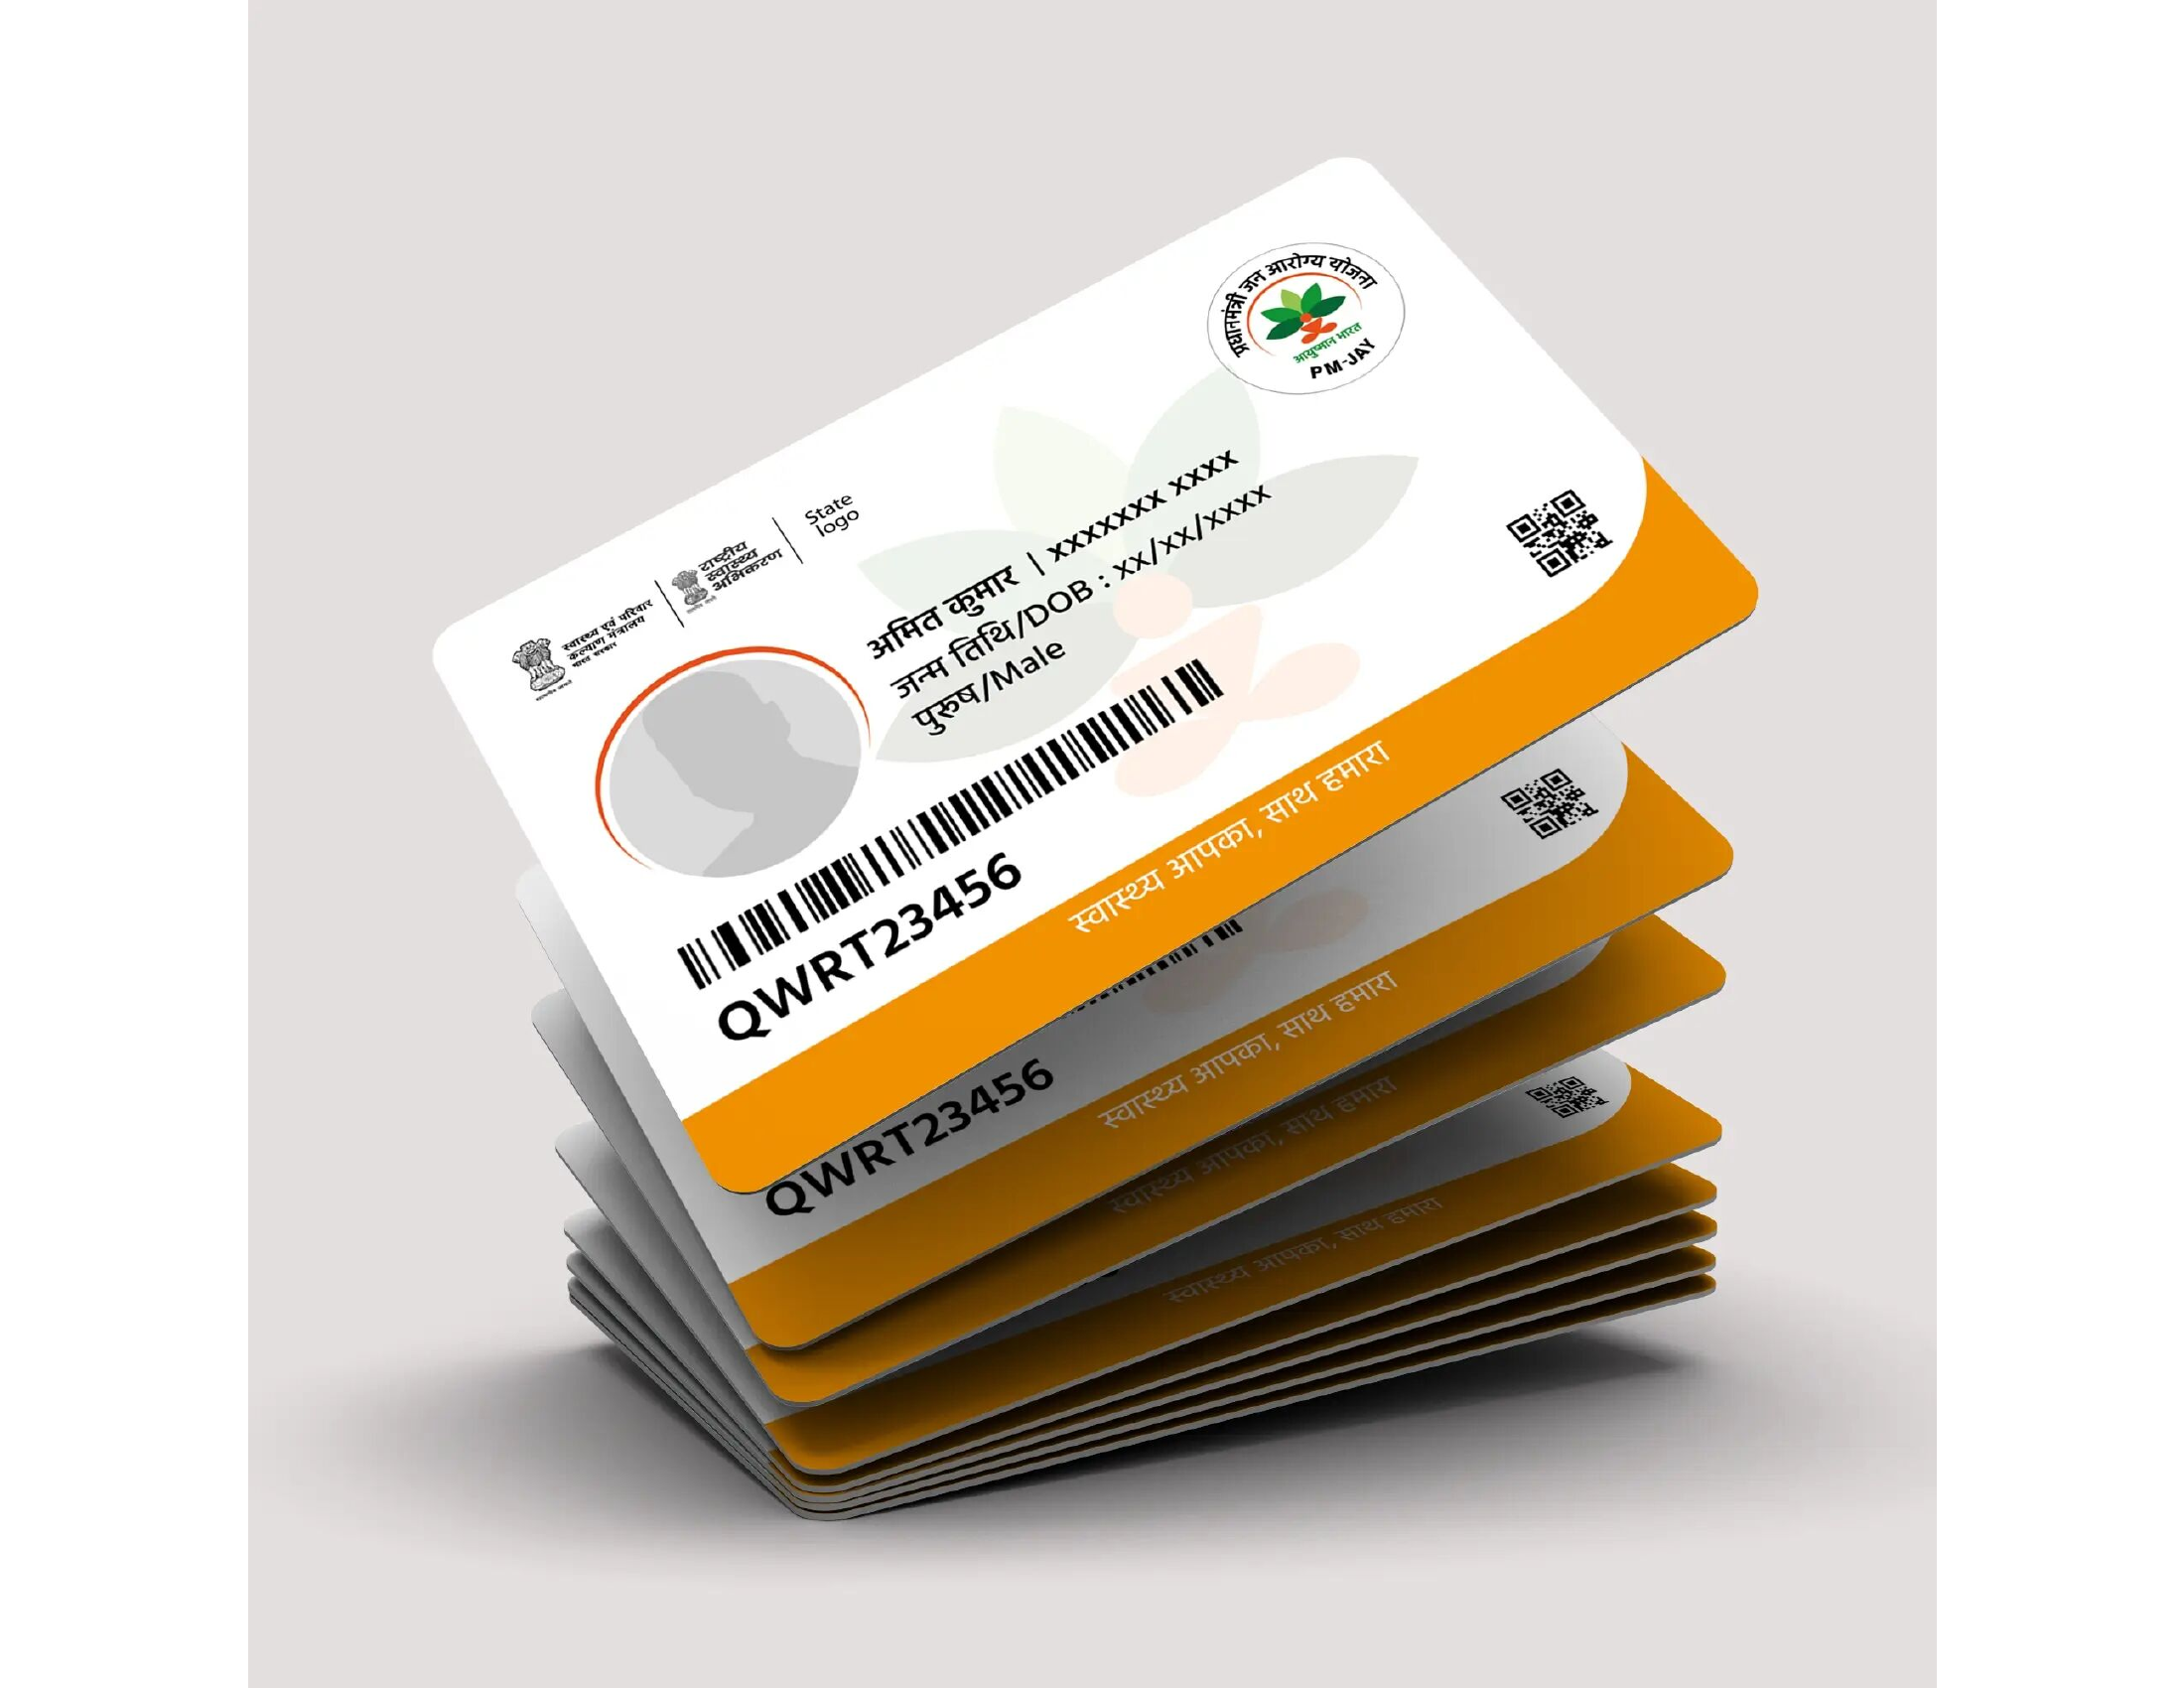 प्रधानमंत्री जन आरोग्य योजना
आयुष्मान भारत
PM-JAY
स्वास्थ्य एवं परिवार
कल्याण मंत्रालय
भारत सरकार
राष्ट्रीय
स्वास्थ्य
अभिकरण
State
logo
अमित कुमार | xxxxxxx xxxx
जन्म तिथि/DOB : xx/xx/xxxx
पुरूष/Male
QWRT23456
स्वास्थ्य आपका, साथ हमारा
QWRT23456
स्वास्थ्य आपका, साथ हमारा
स्वास्थ्य आपका, साथ हमारा
स्वास्थ्य आपका, साथ हमारा